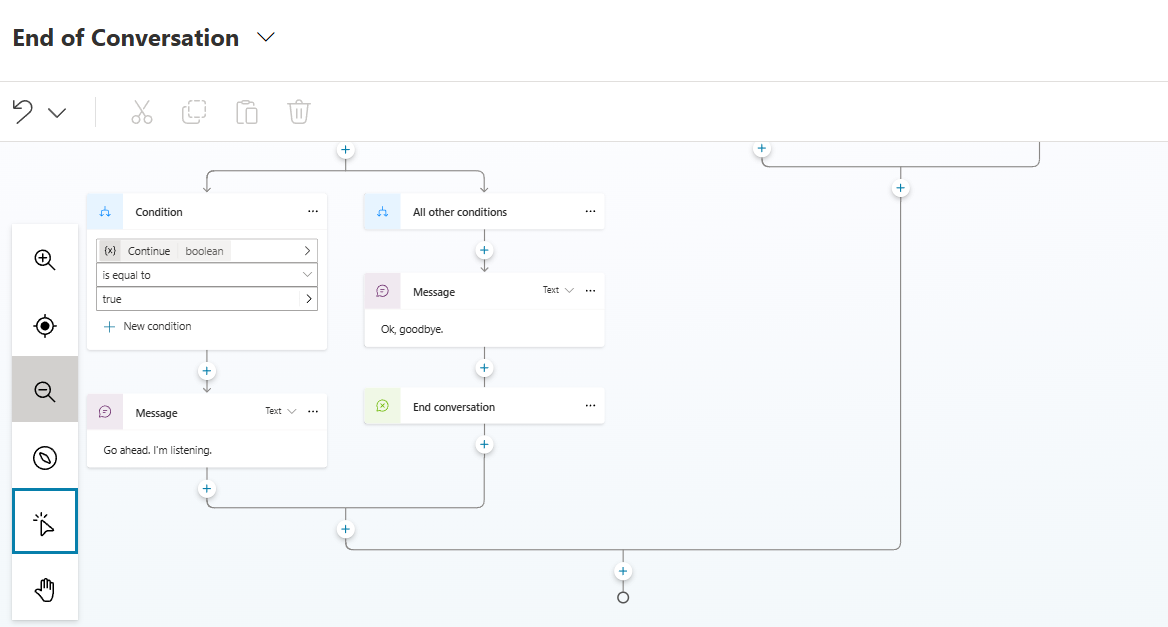 End of Conversation
Condition
{x} Continue boolean
is equal to
true
New condition
Message Text
Go ahead. I'm listening.
All other conditions
Message Text
Ok, goodbye.
End conversation